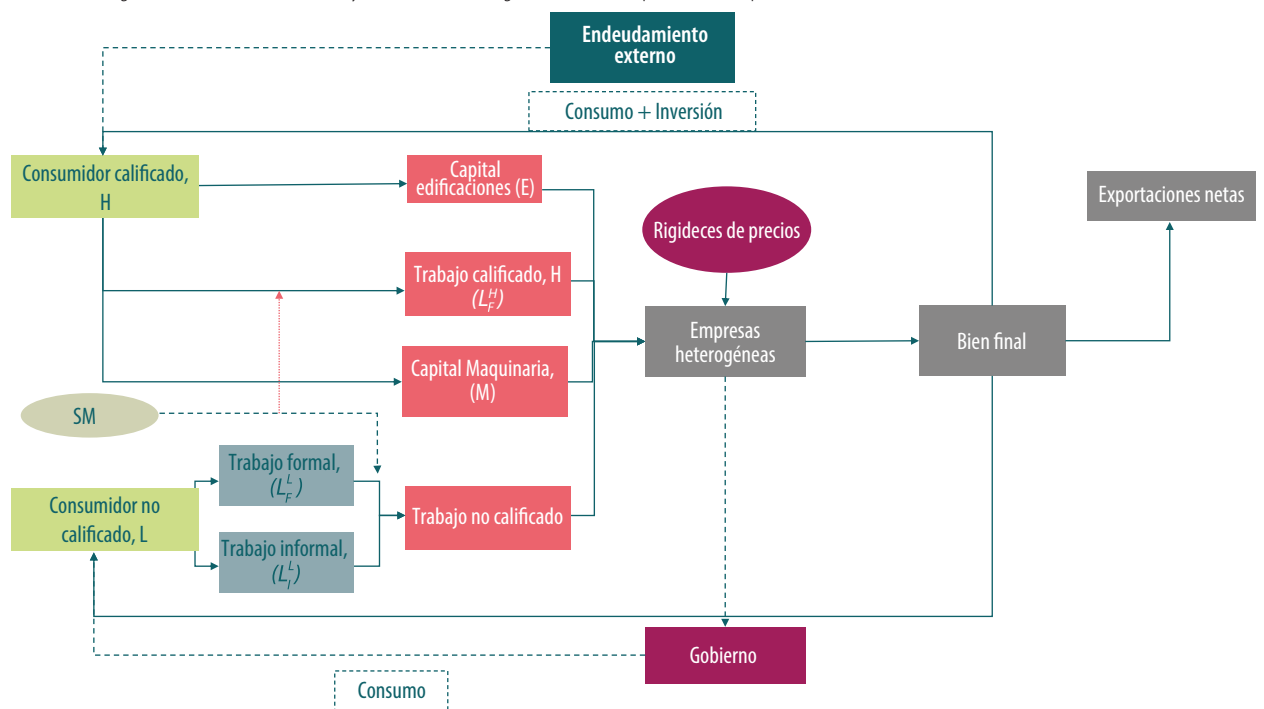 Endeudamiento
externo
Consumo + Inversión
Consumidor calificado,
H
Capital
edificaciones (E)
Exportaciones netas
Rigideces de precios
Trabajo calificado, H
(L_F^H)
Empresas
heterogéneas
Bien final
Capital Maquinaria,
(M)
SM
Trabajo formal,
(L_F^L)
Consumidor no
calificado, L
Trabajo no calificado
Trabajo informal,
(L_I^L)
Gobierno
Consumo